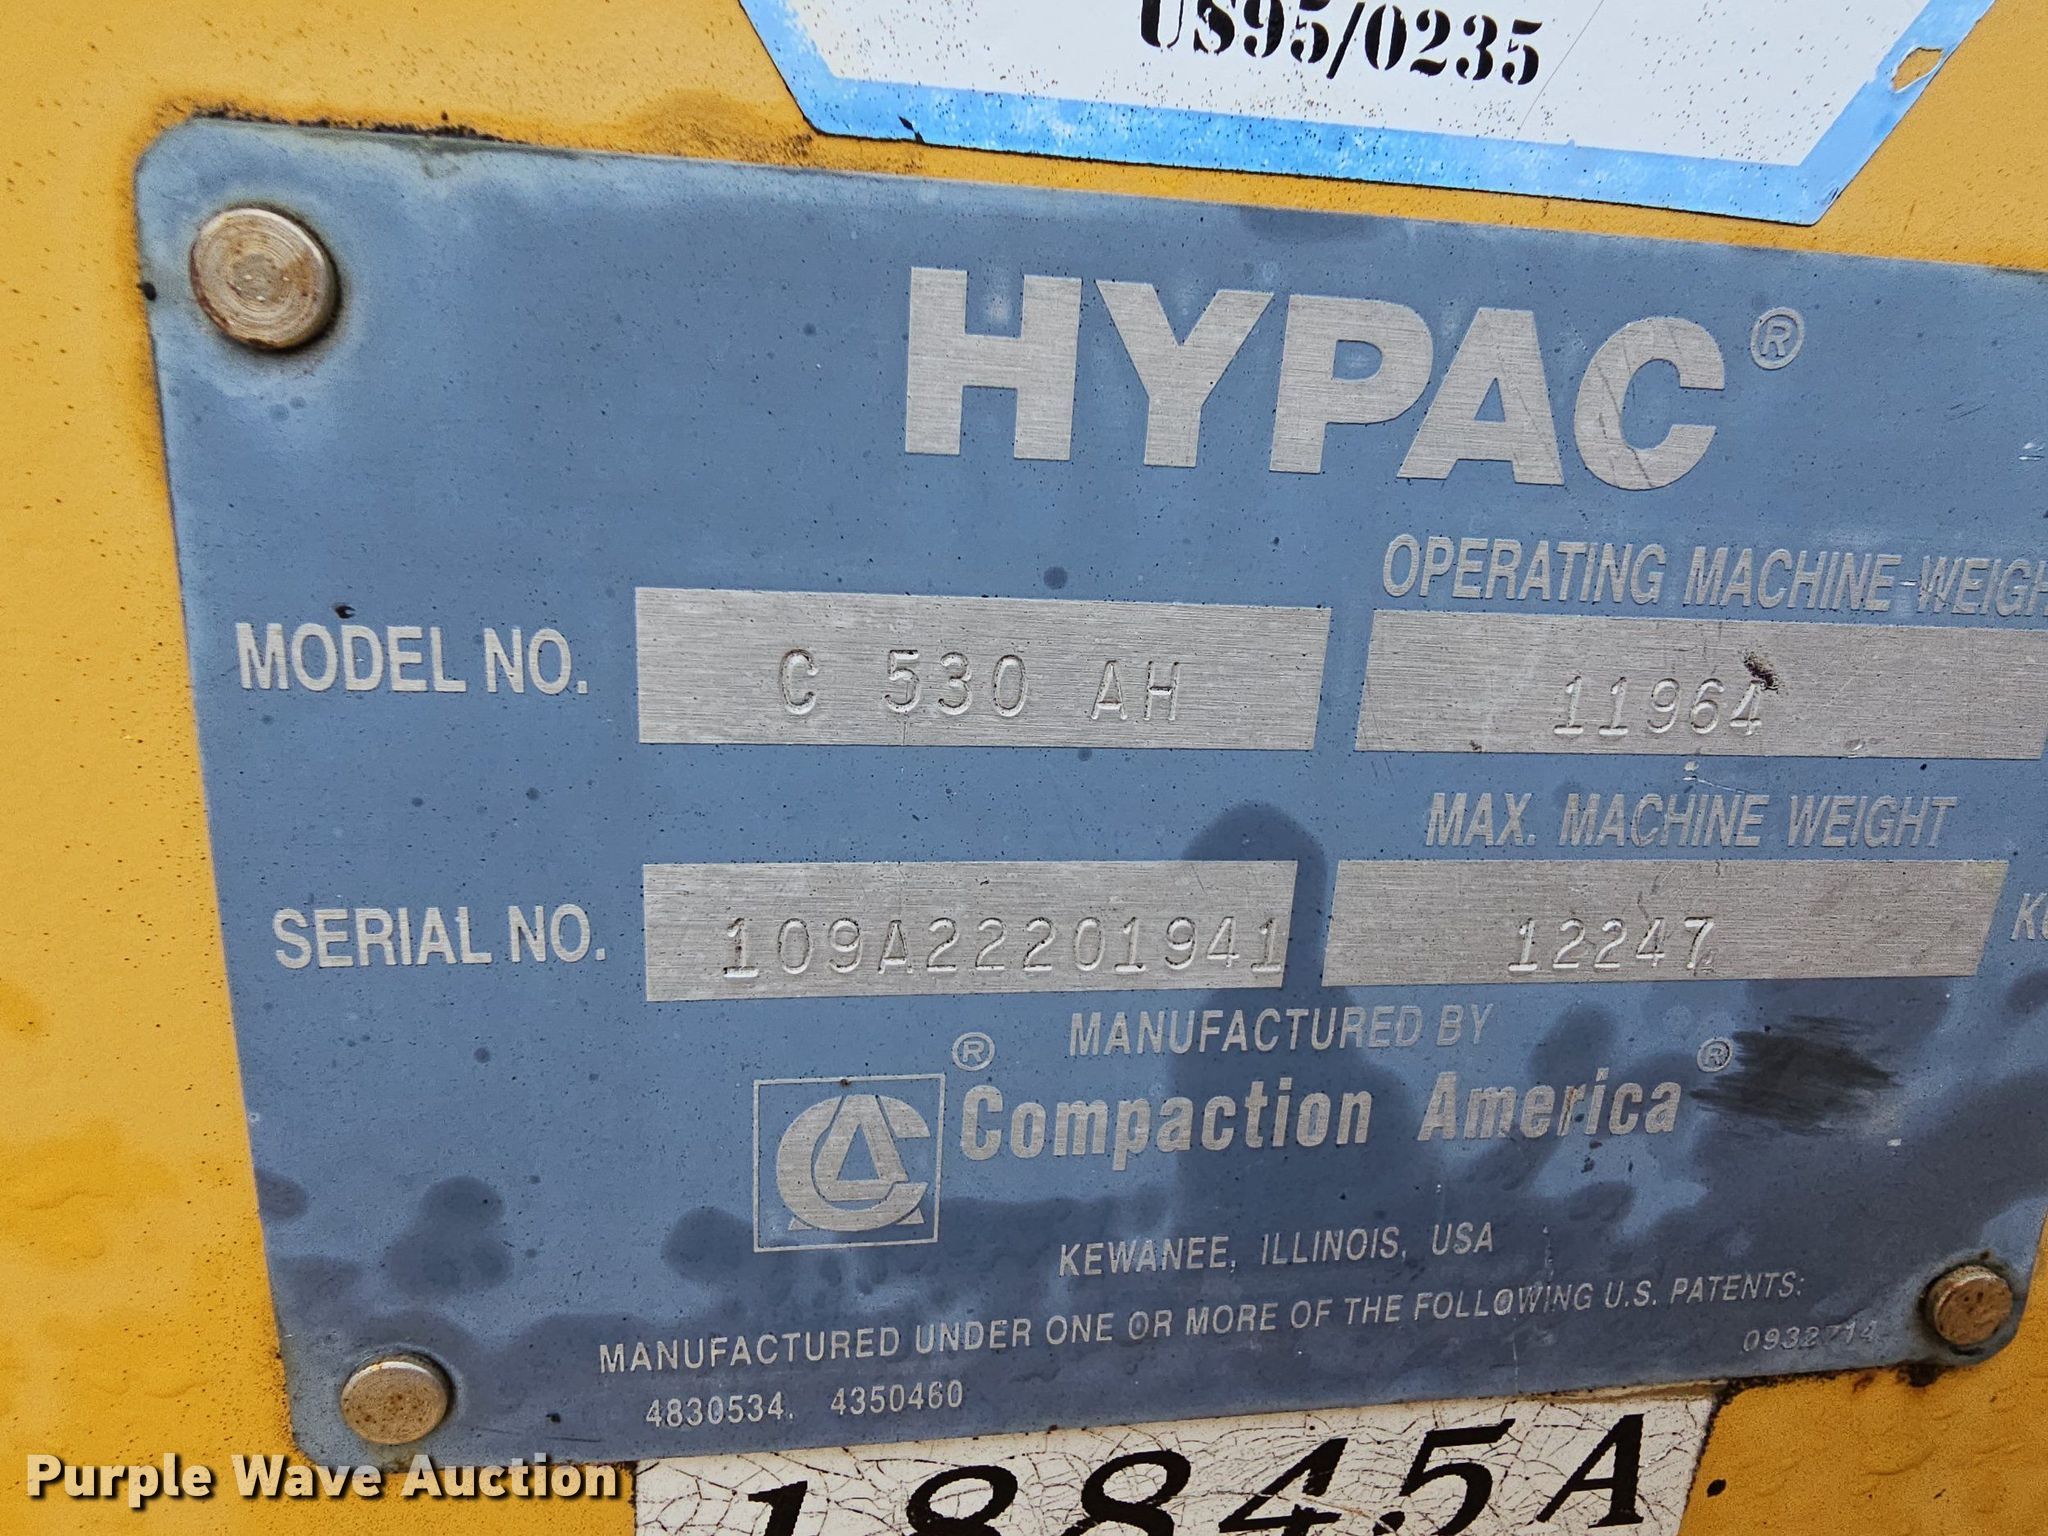 US95/0235
HYPAC®
OPERATING MACHINE WEIGH
MODEL NO. C 530 AH 11964
MAX. MACHINE WEIGHT
SERIAL NO. 109A22201941 12247
MANUFACTURED BY
CA ® Compaction America ®
KEWANEE, ILLINOIS, USA
MANUFACTURED UNDER ONE OR MORE OF THE FOLLOWING U.S. PATENTS:
4830534, 4350460 0932714
18845A
Purple Wave Auction